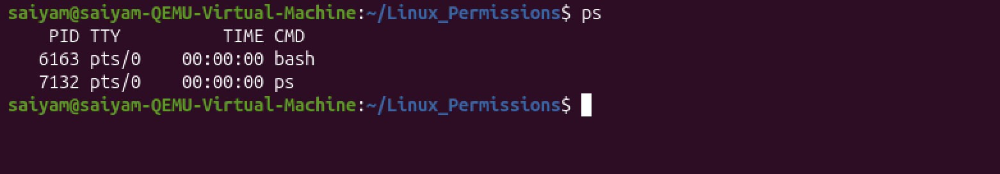 saiyam@saiyam-QEMU-Virtual-Machine:~/Linux_Permissions$ ps
    PID TTY          TIME CMD
   6163 pts/0    00:00:00 bash
   7132 pts/0    00:00:00 ps
saiyam@saiyam-QEMU-Virtual-Machine:~/Linux_Permissions$